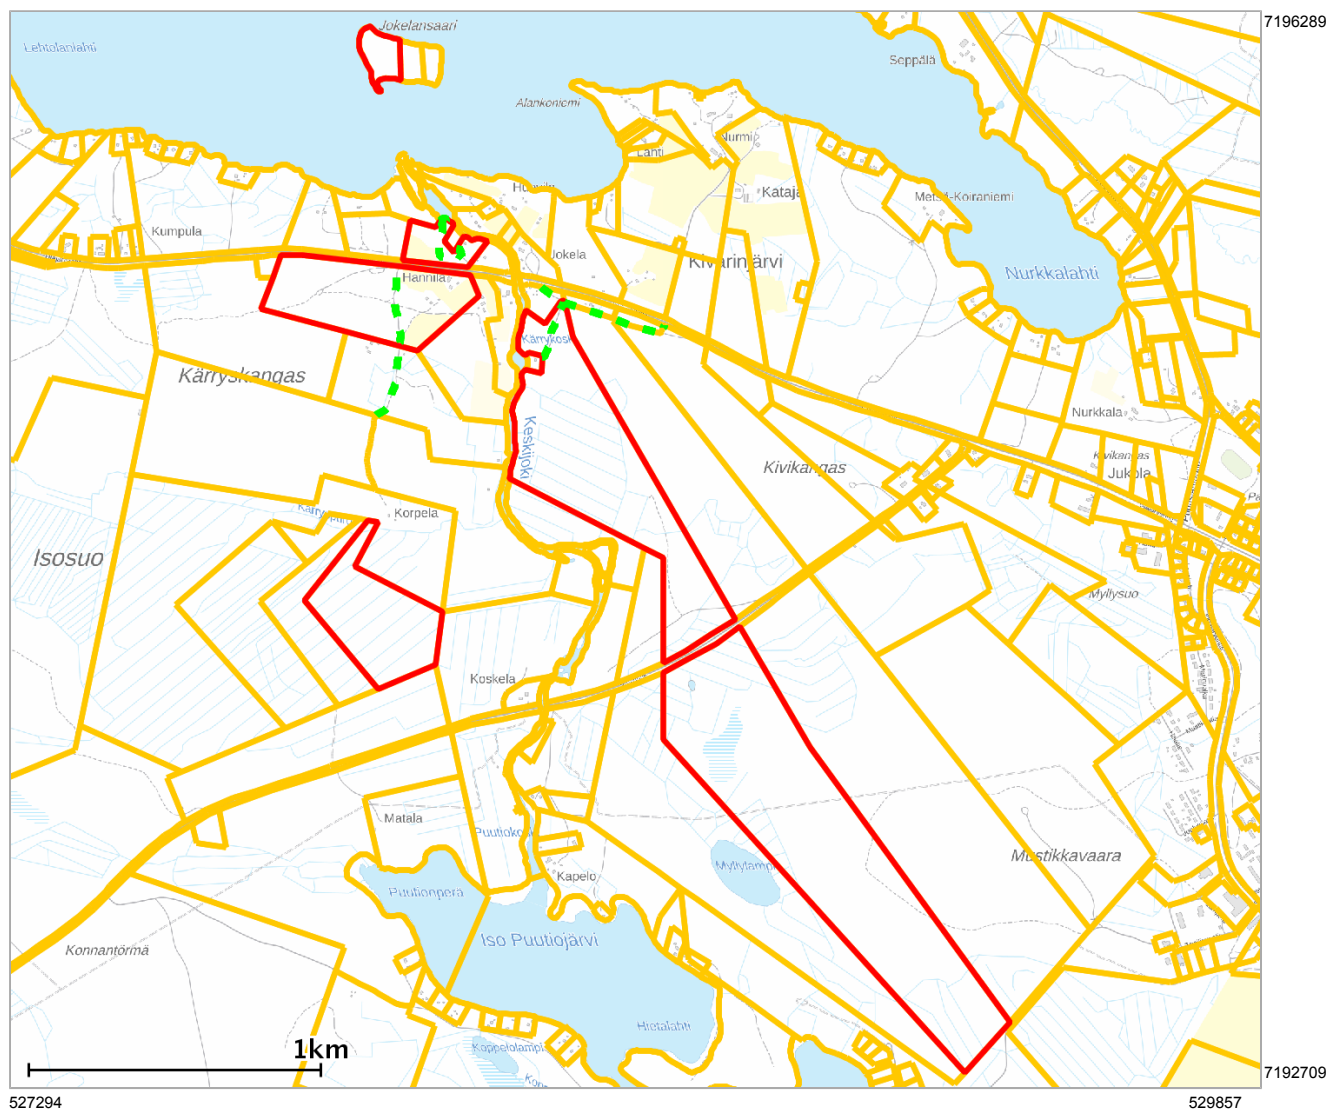 Jokelansaari
7196289
Lehtolanlahti
Seppälä
Alankoniemi
Nurmi
Lahti
Kataja
Metsä-Koiraniemi
Kumpula
Jokela
Kivarinjärvi
Nurkkalahti
Hannila
Kärrykoski
Kärryskangas
Nurkkala
Keskijoki
Kivikangas
Kivikangas
Jukola
Korpela
Isosuo
Myllysuo
Koskela
Matala
Puutiokoski
Mustikkavaara
Myllylampi
Kapelo
Puutionperä
Iso Puutiojärvi
Konnantörmä
Hietalahti
1km
Koppelolampi
7192709
527294
529857